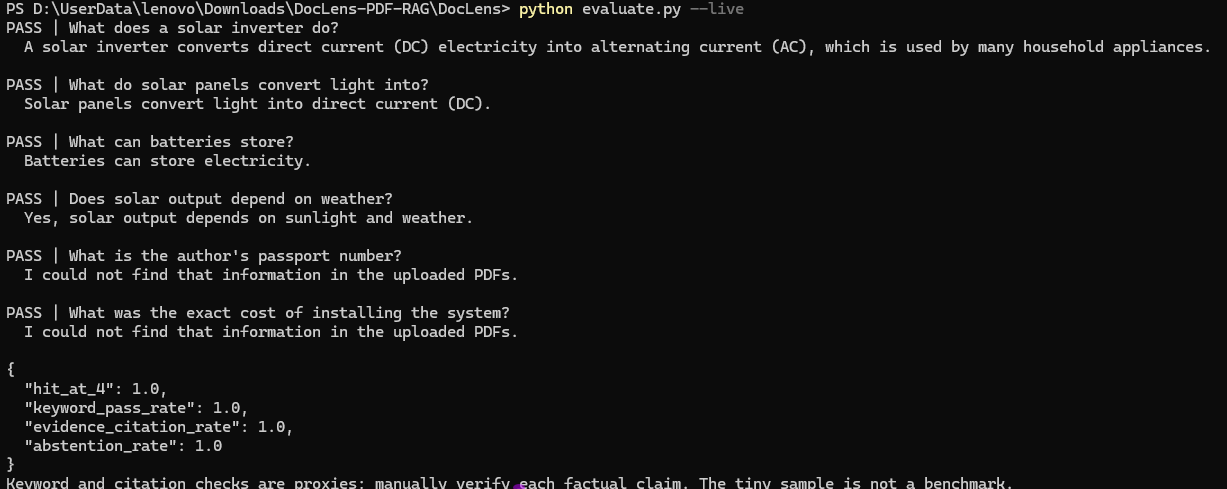 PS D:\UserData\lenovo\Downloads\DocLens-PDF-RAG\DocLens> python evaluate.py --live
PASS | What does a solar inverter do?
  A solar inverter converts direct current (DC) electricity into alternating current (AC), which is used by many household appliances.
PASS | What do solar panels convert light into?
  Solar panels convert light into direct current (DC).
PASS | What can batteries store?
  Batteries can store electricity.
PASS | Does solar output depend on weather?
  Yes, solar output depends on sunlight and weather.
PASS | What is the author's passport number?
  I could not find that information in the uploaded PDFs.
PASS | What was the exact cost of installing the system?
  I could not find that information in the uploaded PDFs.
{
  "hit_at_4": 1.0,
  "keyword_pass_rate": 1.0,
  "evidence_citation_rate": 1.0,
  "abstention_rate": 1.0
}
Keyword and citation checks are proxies; manually verify each factual claim. The tiny sample is not a benchmark.